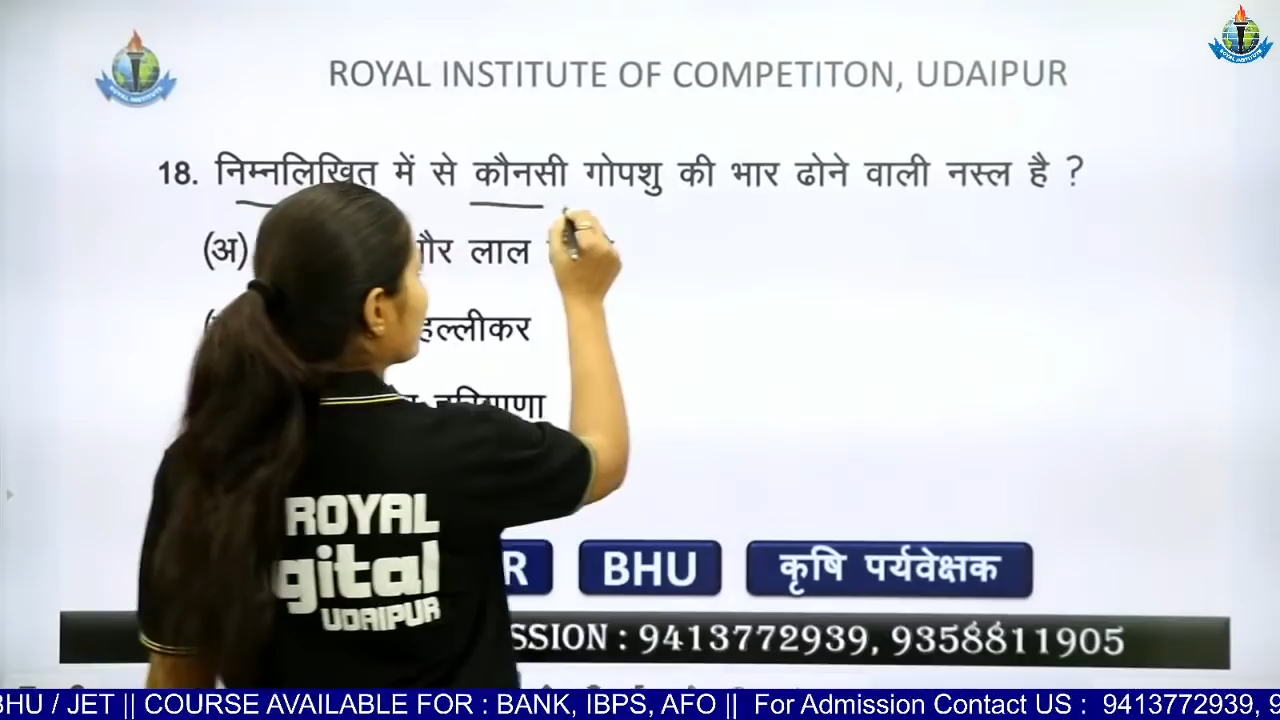 ROYAL INSTITUTE OF COMPETITON, UDAIPUR
18. निम्नलिखित में से कौनसी गोपशु की भार ढोने वाली नस्ल है ?
(अ) और लाल
हल्लीकर
हरियाणा
ROYAL
gital
UDAIPUR
R BHU कृषि पर्यवेक्षक
SSION : 9413772939, 9358811905
BHU / JET || COURSE AVAILABLE FOR : BANK, IBPS, AFO || For Admission Contact US : 9413772939, 9